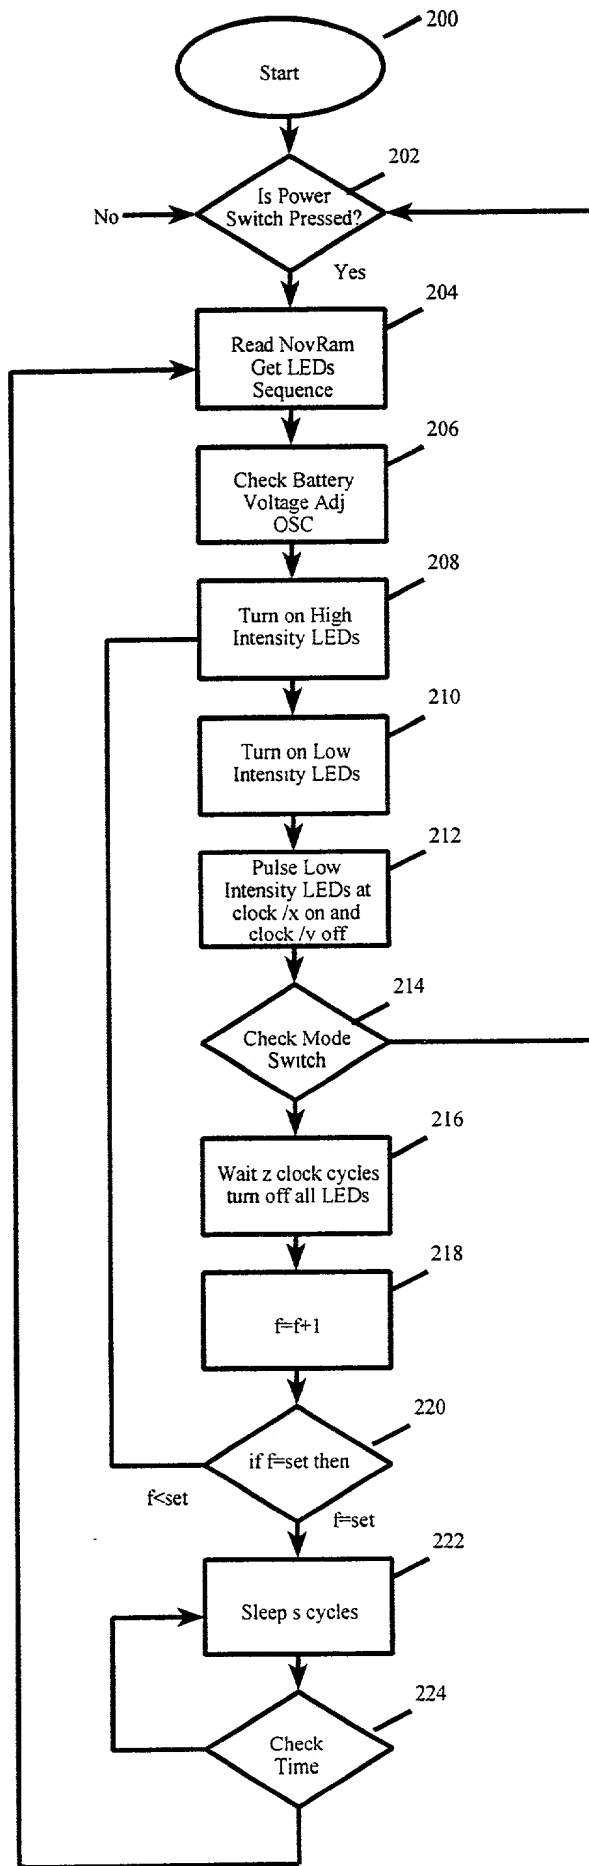 200
Start
202
Is Power
Switch Pressed?
No
Yes
204
Read NovRam
Get LEDs
Sequence
206
Check Battery
Voltage Adj
OSC
208
Turn on High
Intensity LEDs
210
Turn on Low
Intensity LEDs
212
Pulse Low
Intensity LEDs at
clock /x on and
clock /y off
214
Check Mode
Switch
216
Wait z clock cycles
turn off all LEDs
218
f=f+1
220
if f=set then
f<set
f=set
222
Sleep s cycles
224
Check
Time